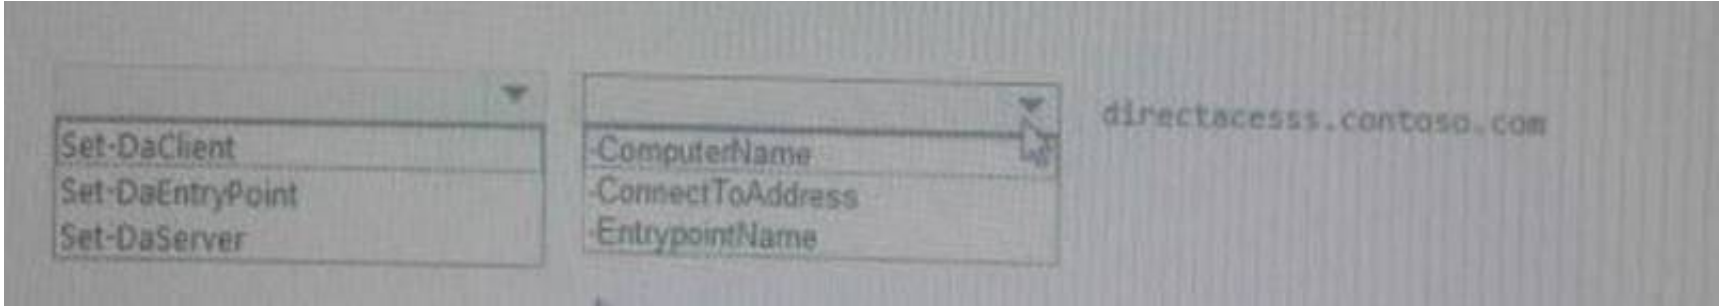 Set-DaClient
Set-DaEntryPoint
Set-DaServer
-ComputerName
-ConnectToAddress
-EntrypointName
directacesss.contoso.com